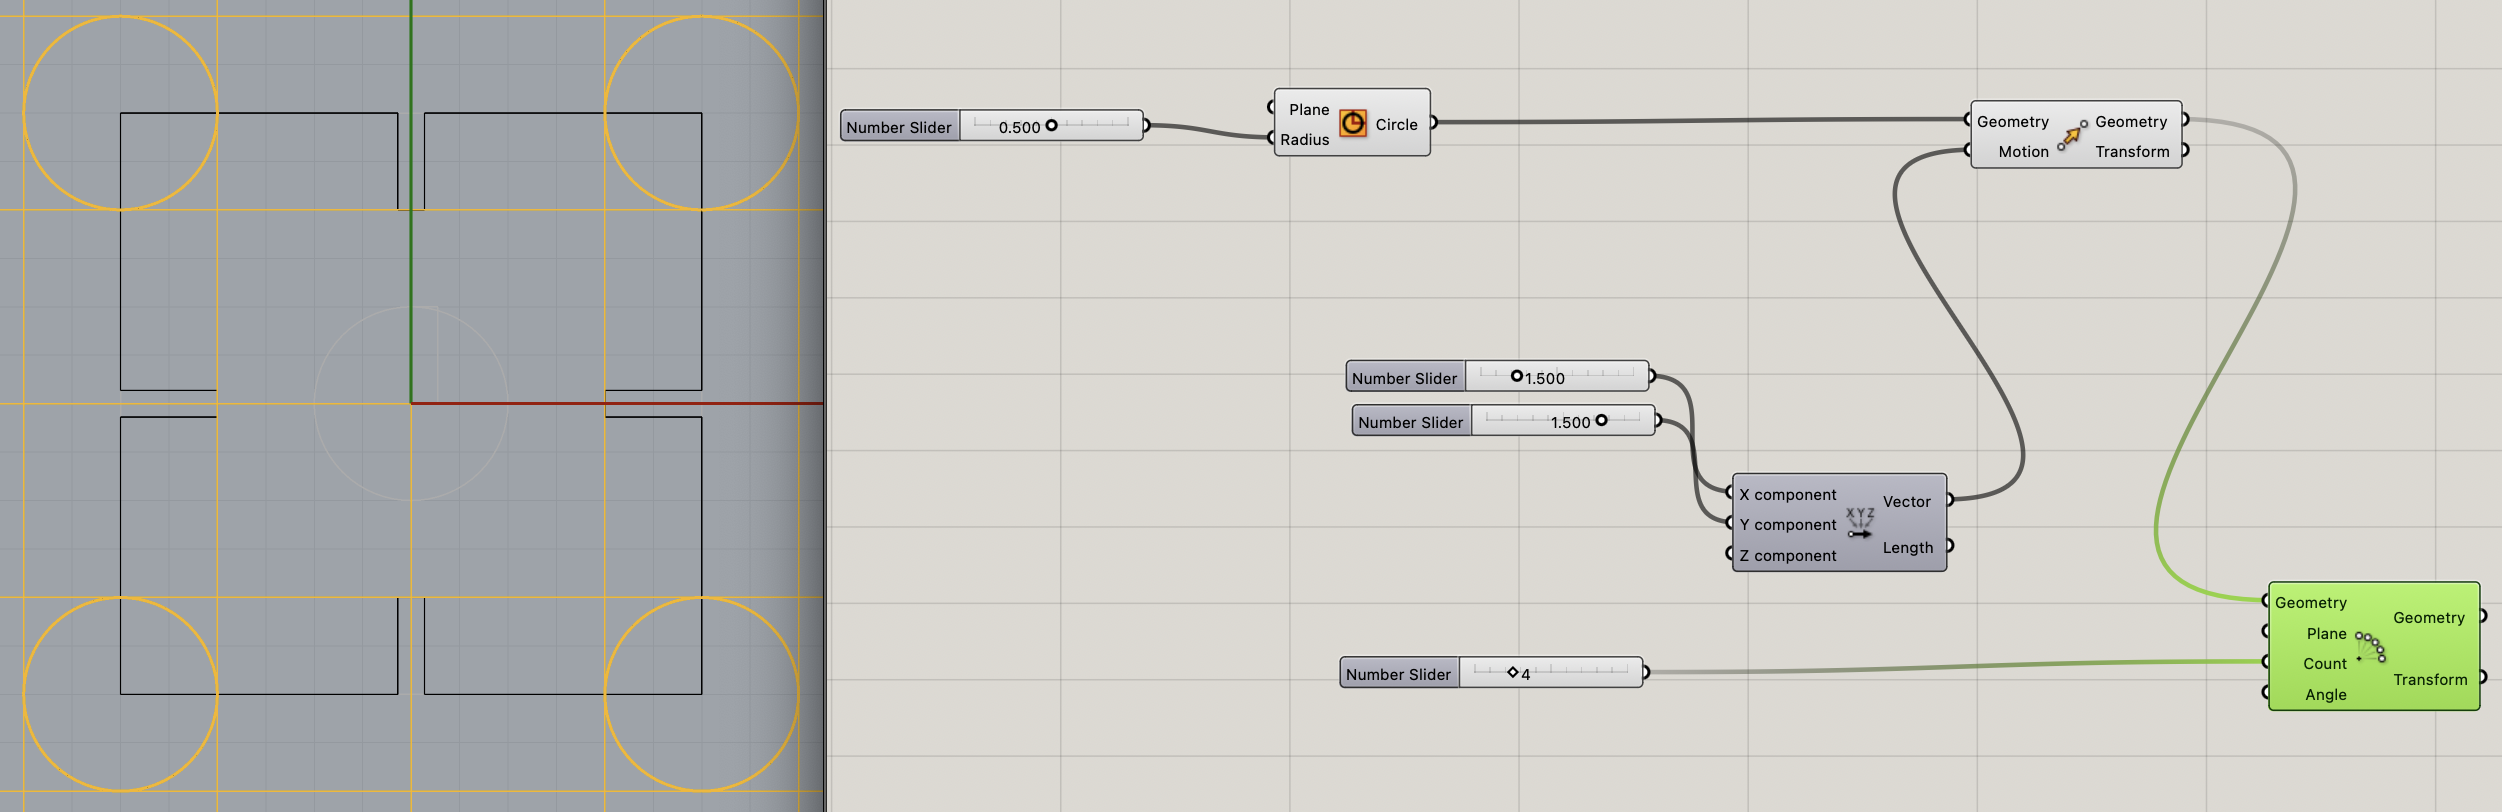 Number Slider 0.500
Plane
Radius
Circle
Geometry
Motion
Geometry
Transform
Number Slider 1.500
Number Slider 1.500
X component
Y component
Z component
XYZ
Vector
Length
Number Slider 4
Geometry
Plane
Count
Angle
Geometry
Transform